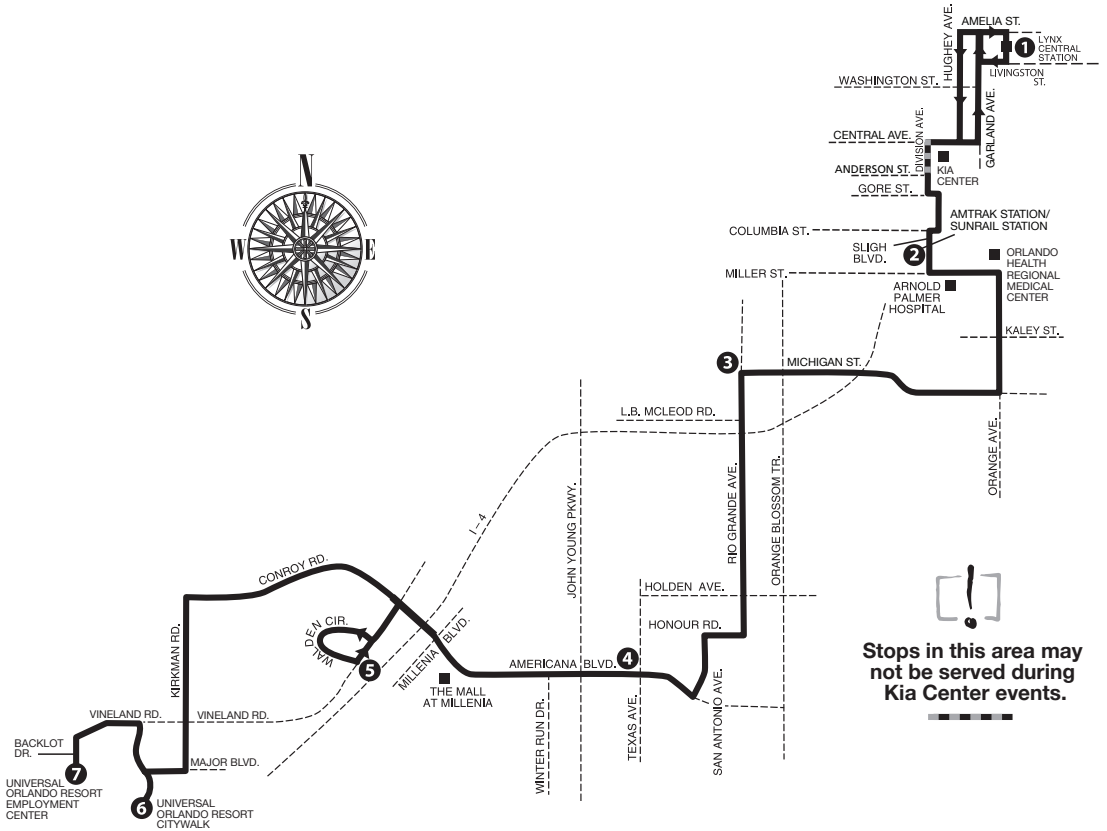 AMELIA ST.
HUGHEY AVE.
1
LYNX
CENTRAL
STATION
LIVINGSTON
ST.
WASHINGTON ST.
GARLAND AVE.
CENTRAL AVE.
DIVISION AVE.
ANDERSON ST.
KIA
CENTER
GORE ST.
N
W
E
S
COLUMBIA ST.
AMTRAK STATION/
SUNRAIL STATION
SLIGH
BLVD.
2
ORLANDO
HEALTH
REGIONAL
MEDICAL
CENTER
MILLER ST.
ARNOLD
PALMER
HOSPITAL
KALEY ST.
3
MICHIGAN ST.
L.B. MCLEOD RD.
ORANGE AVE.
RIO GRANDE AVE.
ORANGE BLOSSOM TR.
JOHN YOUNG PKWY.
I-4
CONROY RD.
HOLDEN AVE.
HONOUR RD.
WALDEN CIR.
5
MILLENIA BLVD.
AMERICANA BLVD.
4
KIRKMAN RD.
THE MALL
AT MILLENIA
WINTER RUN DR.
TEXAS AVE.
SAN ANTONIO AVE.
VINELAND RD.
VINELAND RD.
BACKLOT
DR.
MAJOR BLVD.
7
UNIVERSAL
ORLANDO RESORT
EMPLOYMENT
CENTER
6
UNIVERSAL
ORLANDO RESORT
CITYWALK
!
Stops in this area may
not be served during
Kia Center events.